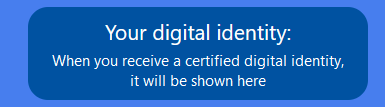 Your digital identity:
When you receive a certified digital identity,
it will be shown here